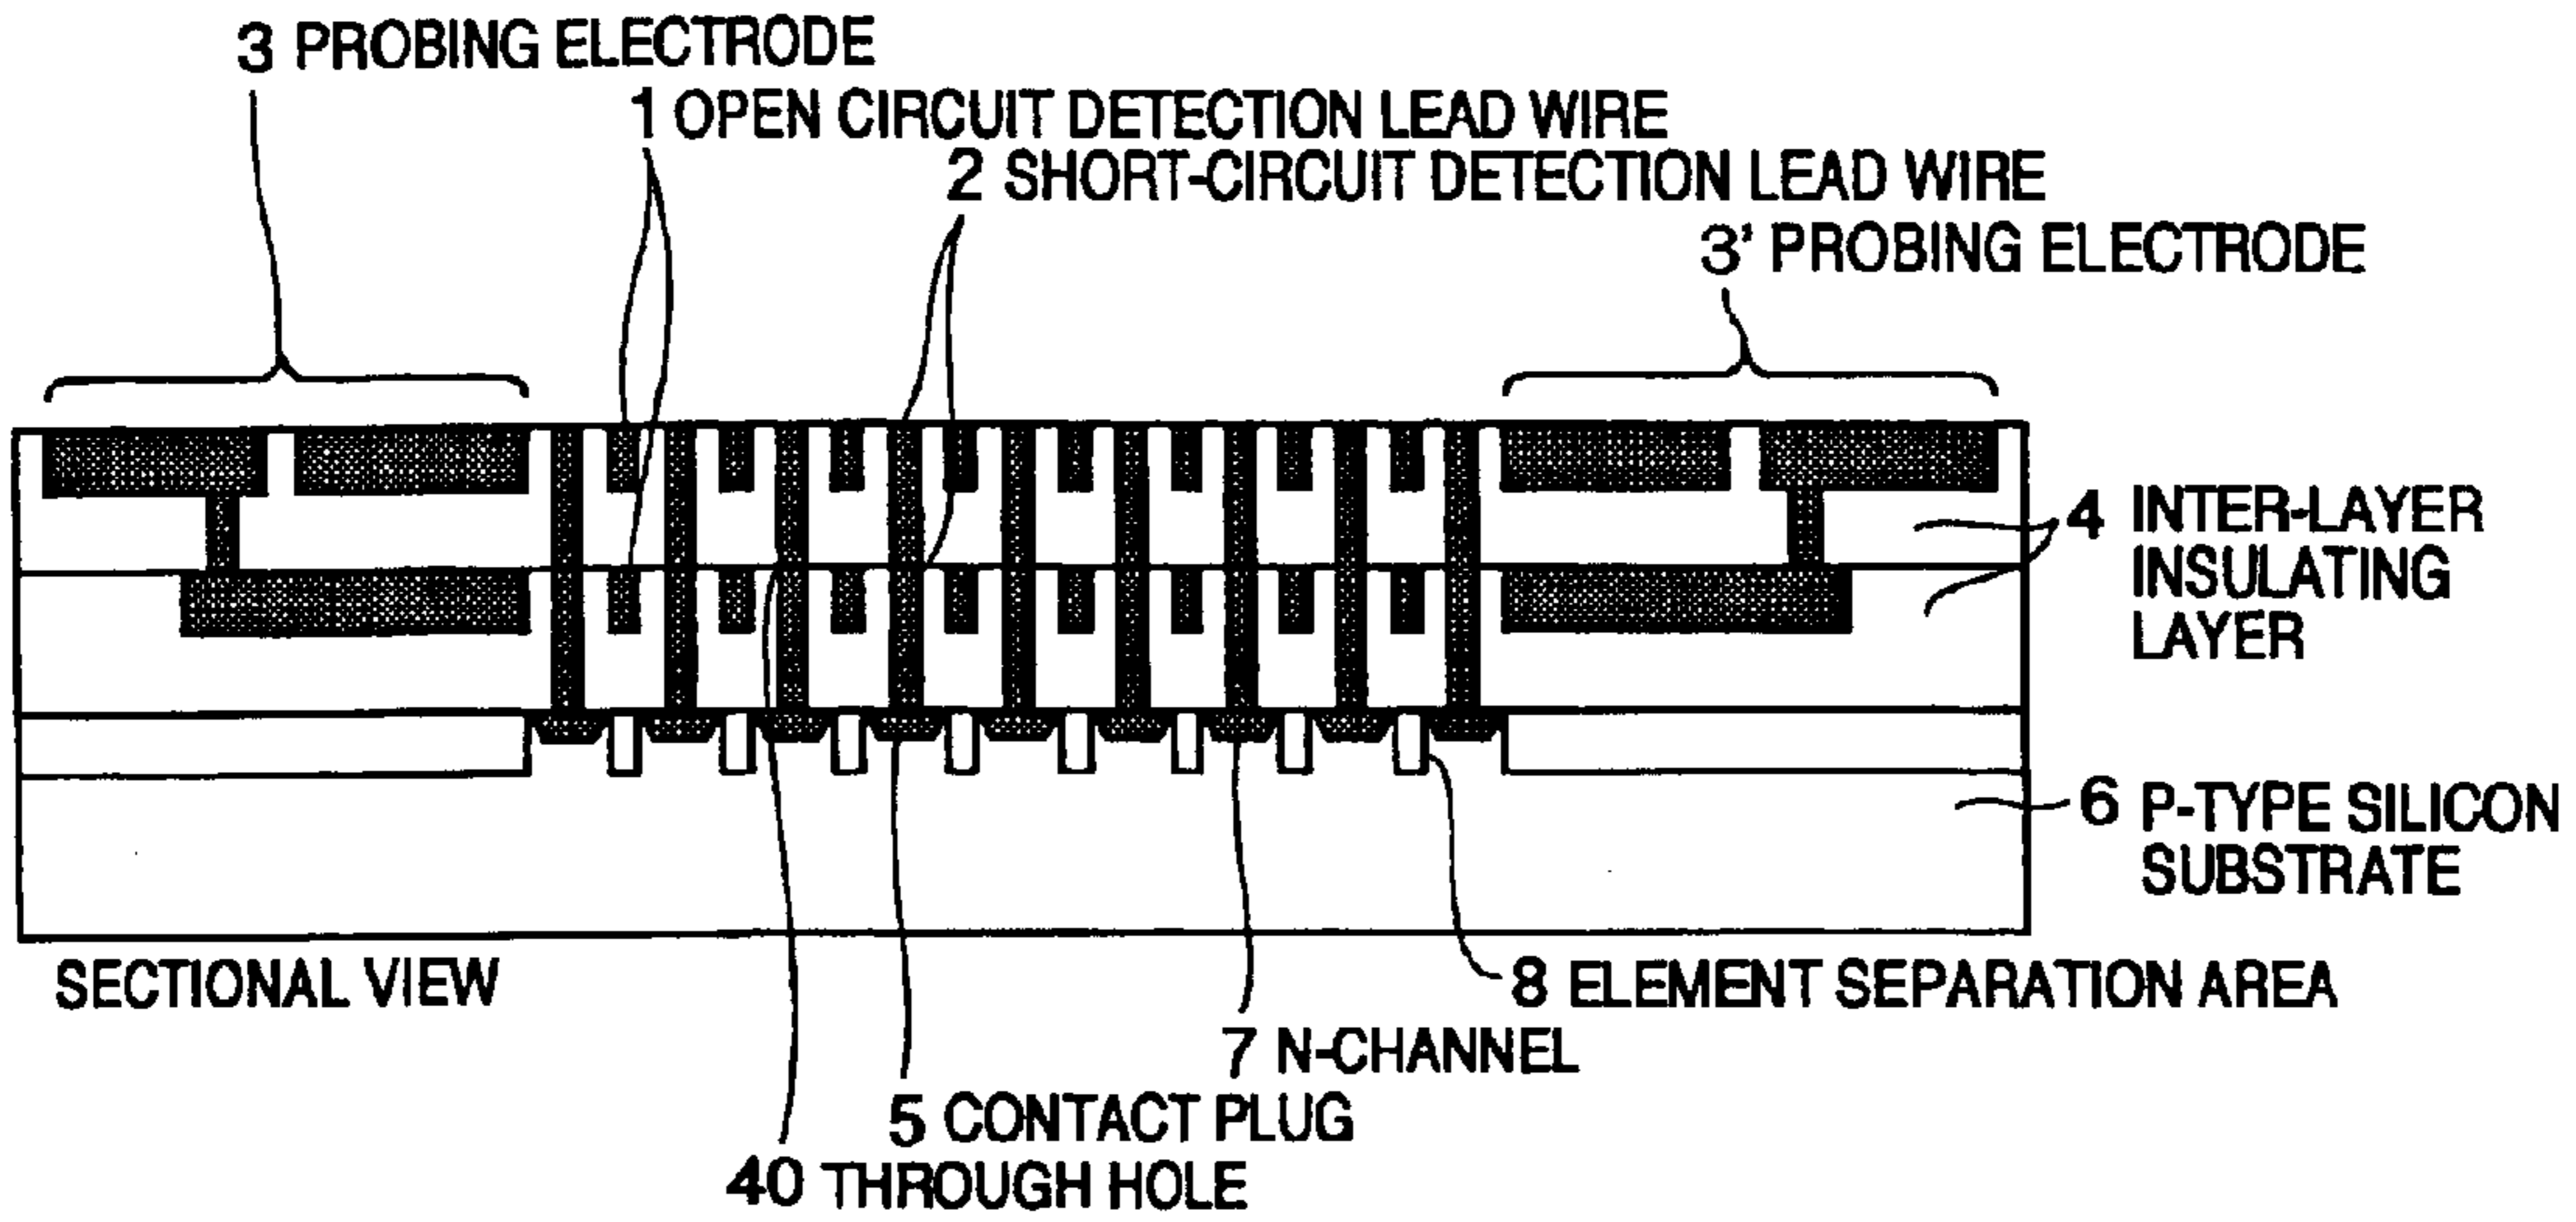 3 PROBING ELECTRODE
1 OPEN CIRCUIT DETECTION LEAD WIRE
2 SHORT-CIRCUIT DETECTION LEAD WIRE
3' PROBING ELECTRODE
4 INTER-LAYER
INSULATING
LAYER
6 P-TYPE SILICON
SUBSTRATE
SECTIONAL VIEW
8 ELEMENT SEPARATION AREA
7 N-CHANNEL
5 CONTACT PLUG
40 THROUGH HOLE